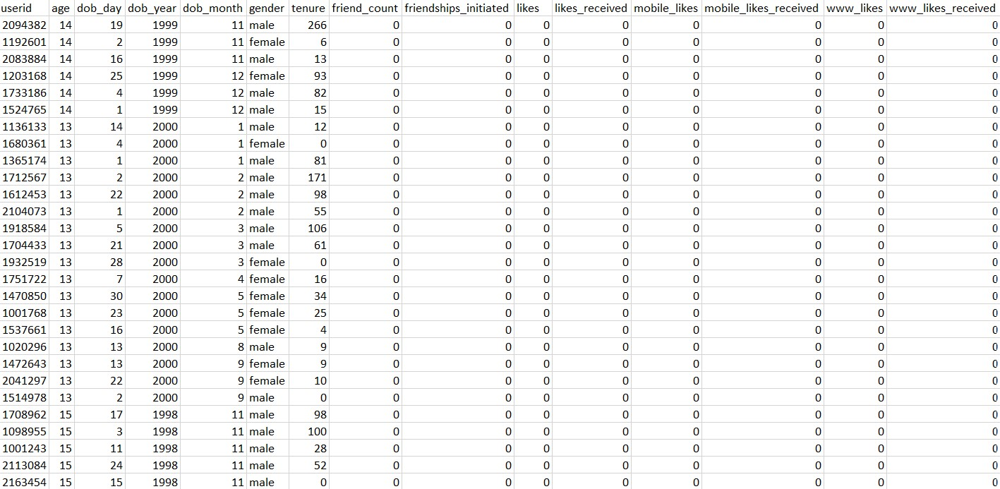 userid age dob_day dob_year dob_month gender tenure friend_count friendships_initiated likes likes_received mobile_likes mobile_likes_received www_likes www_likes_received
2094382 14 19 1999 11 male 266 0 0 0 0 0 0 0 0
1192601 14 2 1999 11 female 6 0 0 0 0 0 0 0 0
2083884 14 16 1999 11 male 13 0 0 0 0 0 0 0 0
1203168 14 25 1999 12 female 93 0 0 0 0 0 0 0 0
1733186 14 4 1999 12 male 82 0 0 0 0 0 0 0 0
1524765 14 1 1999 12 male 15 0 0 0 0 0 0 0 0
1136133 13 14 2000 1 male 12 0 0 0 0 0 0 0 0
1680361 13 4 2000 1 female 0 0 0 0 0 0 0 0 0
1365174 13 1 2000 1 male 81 0 0 0 0 0 0 0 0
1712567 13 2 2000 2 male 171 0 0 0 0 0 0 0 0
1612453 13 22 2000 2 male 98 0 0 0 0 0 0 0 0
2104073 13 1 2000 2 male 55 0 0 0 0 0 0 0 0
1918584 13 5 2000 3 male 106 0 0 0 0 0 0 0 0
1704433 13 21 2000 3 male 61 0 0 0 0 0 0 0 0
1932519 13 28 2000 3 female 0 0 0 0 0 0 0 0 0
1751722 13 7 2000 4 female 16 0 0 0 0 0 0 0 0
1470850 13 30 2000 5 female 34 0 0 0 0 0 0 0 0
1001768 13 23 2000 5 female 25 0 0 0 0 0 0 0 0
1537661 13 16 2000 5 female 4 0 0 0 0 0 0 0 0
1020296 13 13 2000 8 male 9 0 0 0 0 0 0 0 0
1472643 13 13 2000 9 female 9 0 0 0 0 0 0 0 0
2041297 13 22 2000 9 female 10 0 0 0 0 0 0 0 0
1514978 13 2 2000 9 male 0 0 0 0 0 0 0 0 0
1708962 15 17 1998 11 male 98 0 0 0 0 0 0 0 0
1098955 15 3 1998 11 male 100 0 0 0 0 0 0 0 0
1001243 15 11 1998 11 male 28 0 0 0 0 0 0 0 0
2113084 15 24 1998 11 male 52 0 0 0 0 0 0 0 0
2163454 15 15 1998 11 male 0 0 0 0 0 0 0 0 0